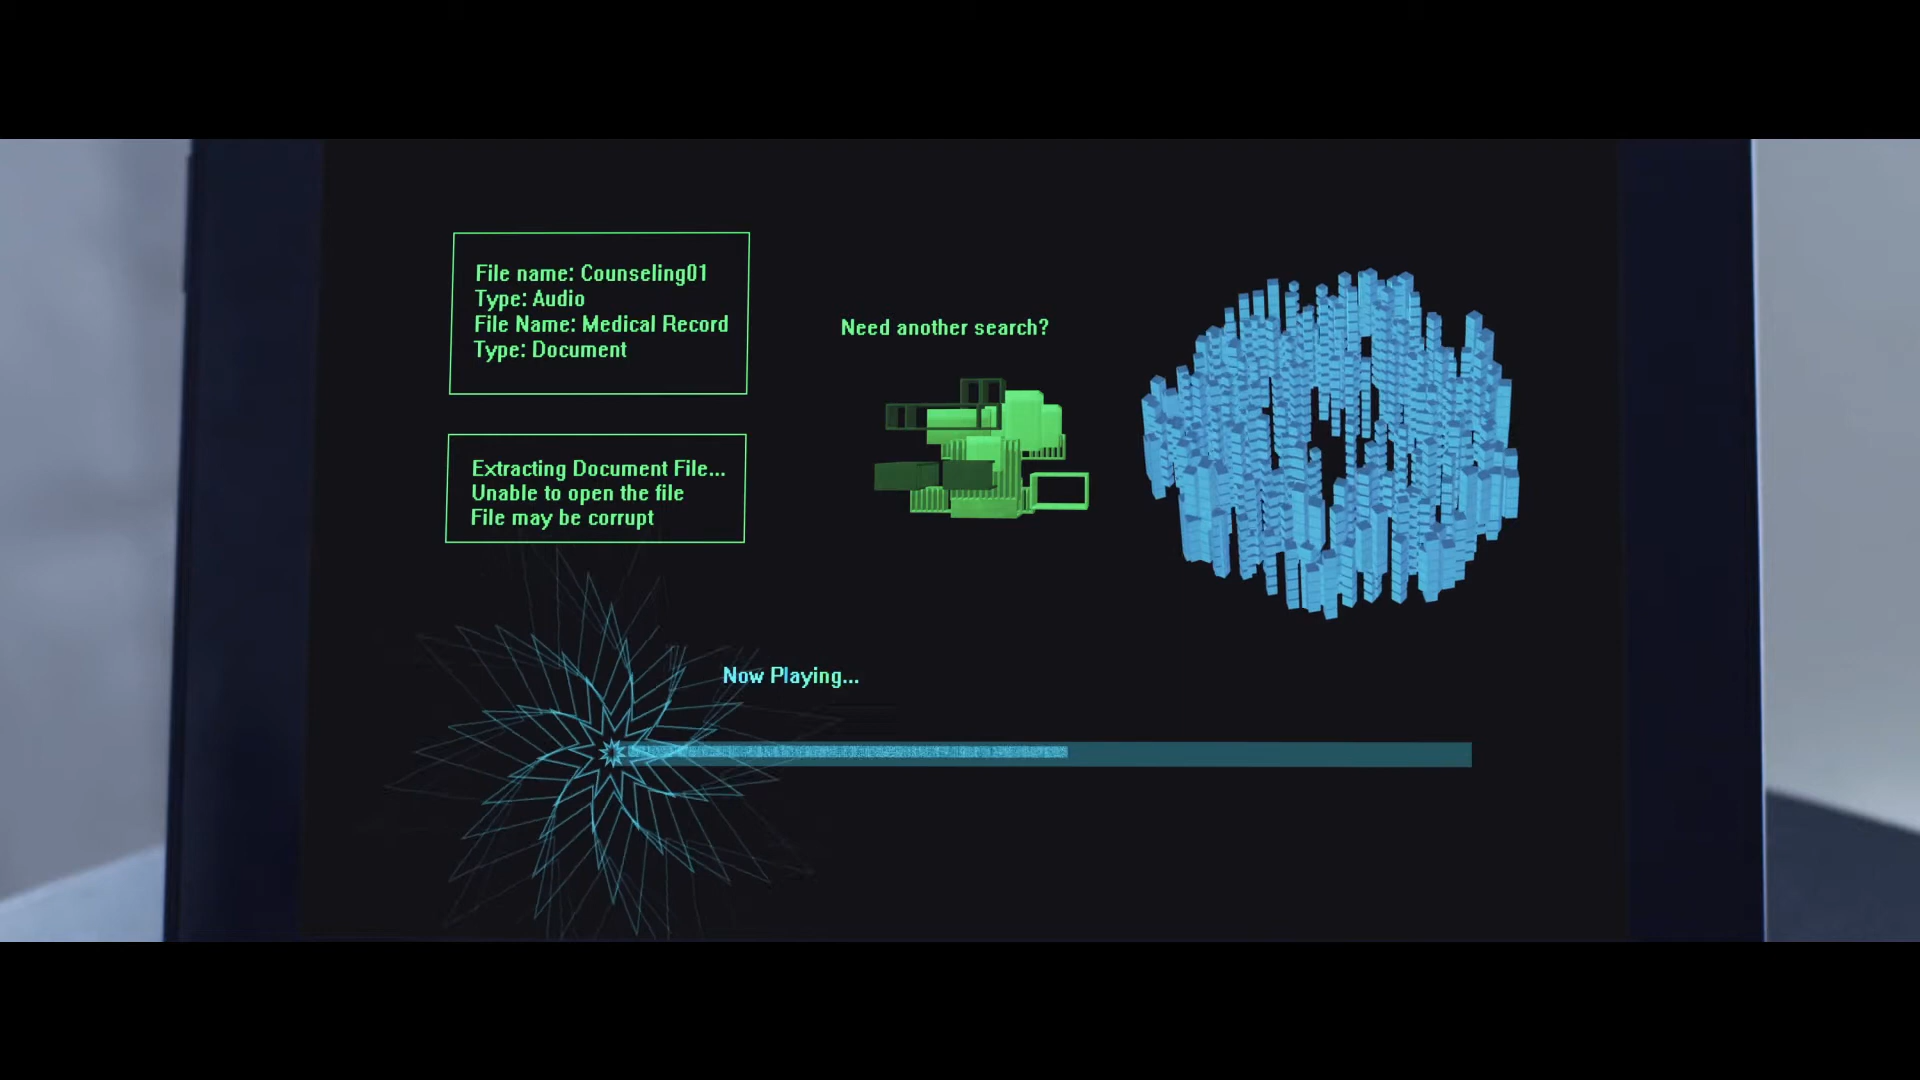 File name: Counseling01
Type: Audio
File Name: Medical Record
Type: Document
Need another search?
Extracting Document File...
Unable to open the file
File may be corrupt
Now Playing...